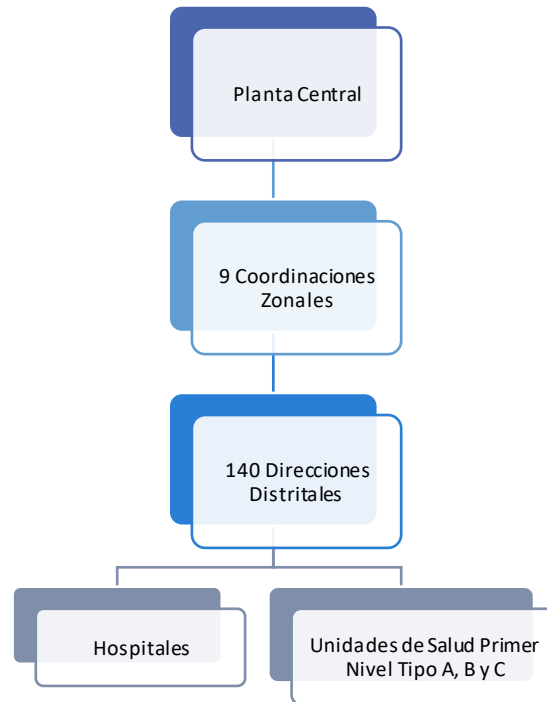 Planta Central
9 Coordinaciones
Zonales
140 Direcciones
Distritales
Hospitales
Unidades de Salud Primer
Nivel Tipo A, B y C